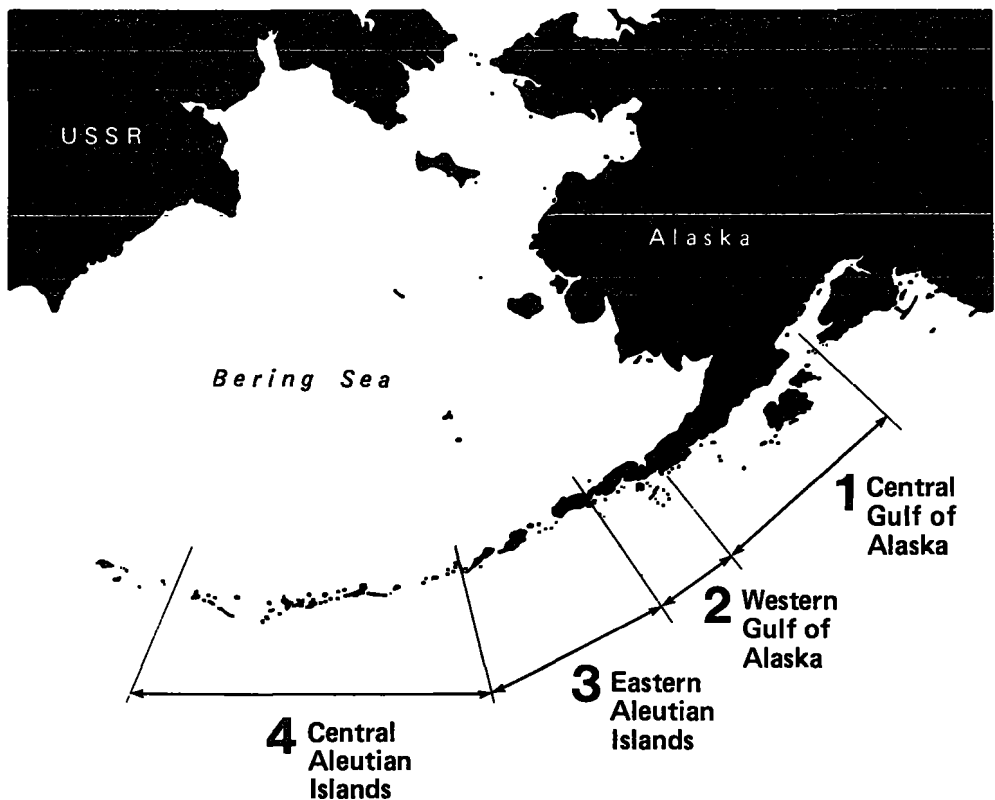 USSR
Alaska
Bering Sea
1 Central
Gulf of
Alaska
2 Western
Gulf of
Alaska
3 Eastern
Aleutian
Islands
4 Central
Aleutian
Islands